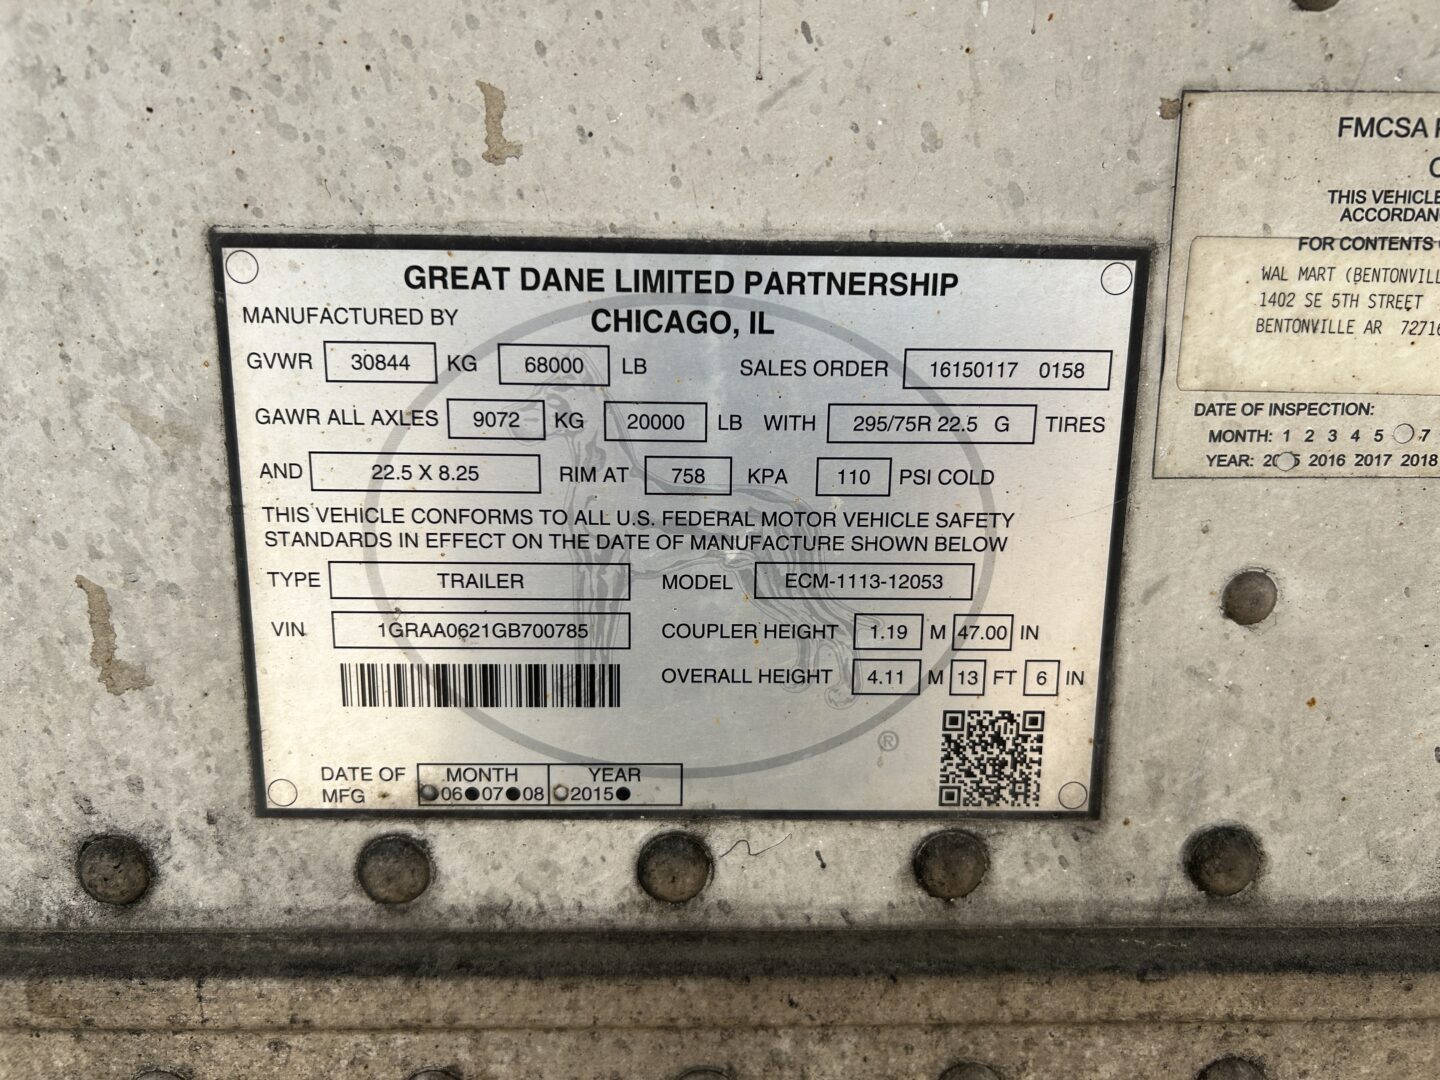 GREAT DANE LIMITED PARTNERSHIP
MANUFACTURED BY CHICAGO, IL
GVWR 30844 KG 68000 LB SALES ORDER 16150117 0158
GAWR ALL AXLES 9072 KG 20000 LB WITH 295/75R 22.5 G TIRES
AND 22.5 X 8.25 RIM AT 758 KPA 110 PSI COLD
THIS VEHICLE CONFORMS TO ALL U.S. FEDERAL MOTOR VEHICLE SAFETY
STANDARDS IN EFFECT ON THE DATE OF MANUFACTURE SHOWN BELOW
TYPE TRAILER MODEL ECM-1113-12053
VIN 1GRAA0621GB700785 COUPLER HEIGHT 1.19 M 47.00 IN
OVERALL HEIGHT 4.11 M 13 FT 6 IN
®
DATE OF MFG MONTH YEAR
06 07 08 2015
FMCSA
THIS VEHICLE
FOR CONTENTS
WAL MART
1402 SE 5TH STREET
BENTONVILLE AR
DATE OF INSPECTION:
MONTH: 1 2 3 4 5 7
YEAR: 2016 2017 2018